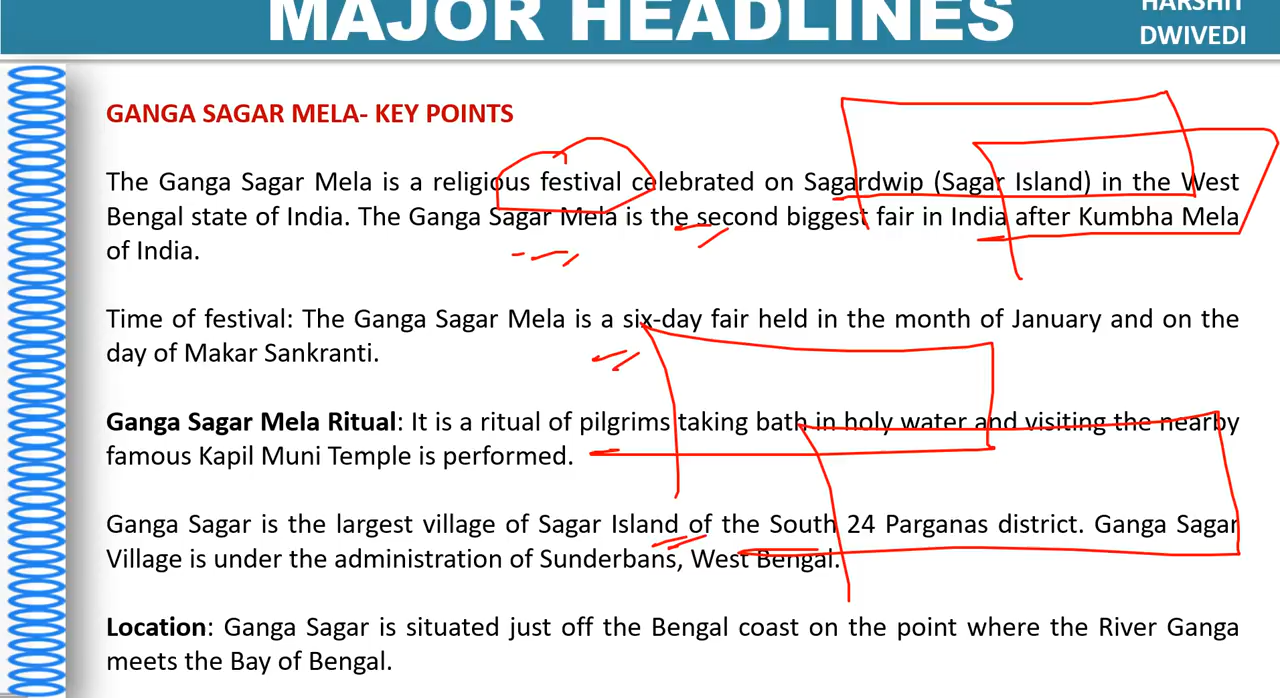 MAJOR HEADLINES
HARSHIT
DWIVEDI
GANGA SAGAR MELA- KEY POINTS
The Ganga Sagar Mela is a religious festival celebrated on Sagardwip (Sagar Island) in the West
Bengal state of India. The Ganga Sagar Mela is the second biggest fair in India after Kumbha Mela
of India.
Time of festival: The Ganga Sagar Mela is a six-day fair held in the month of January and on the
day of Makar Sankranti.
Ganga Sagar Mela Ritual: It is a ritual of pilgrims taking bath in holy water and visiting the nearby
famous Kapil Muni Temple is performed.
Ganga Sagar is the largest village of Sagar Island of the South 24 Parganas district. Ganga Sagar
Village is under the administration of Sunderbans, West Bengal.
Location: Ganga Sagar is situated just off the Bengal coast on the point where the River Ganga
meets the Bay of Bengal.